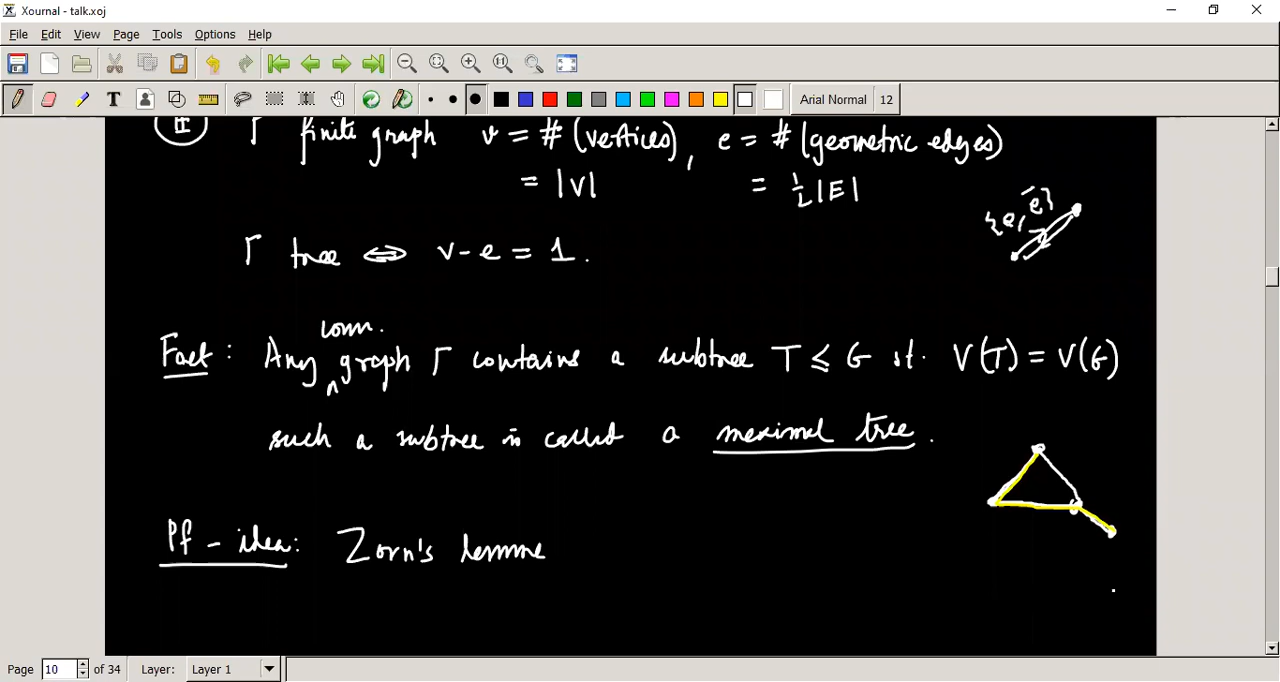 Xournal - talk.xoj
File Edit View Page Tools Options Help
Arial Normal 12
II Γ finite graph v = # (vertices), e = # (geometric edges)
= |V| = 1/2 |E|
{e, ē}
Γ tree ⇔ v - e = 1.
conn.
Fact: Any ^ graph Γ contains a subtree T ≤ G st. V(T) = V(G)
such a subtree is called a maximal tree.
Pf - idea: Zorn's lemma
Page 10 of 34 Layer: Layer 1